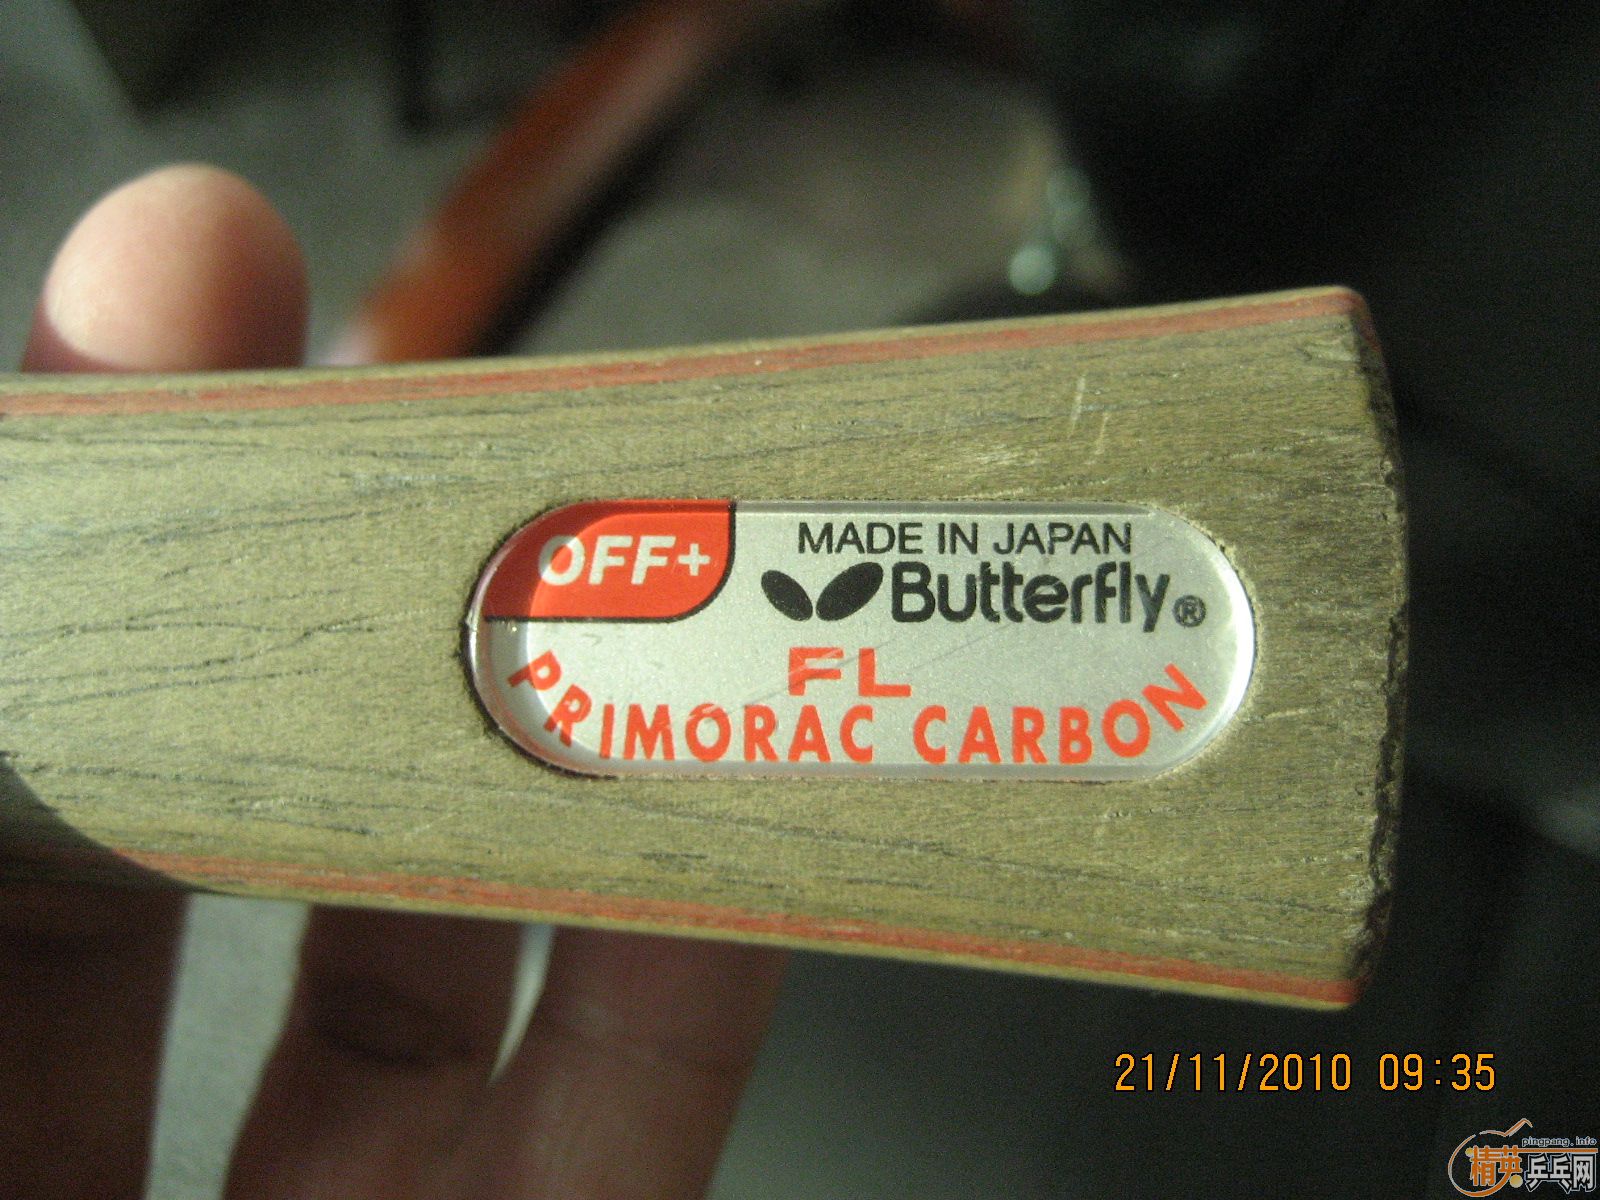 OFF+
MADE IN JAPAN
Butterfly®
FL
PRIMORAC CARBON
21/11/2010 09:35
pingpang.info
精英乒乓网